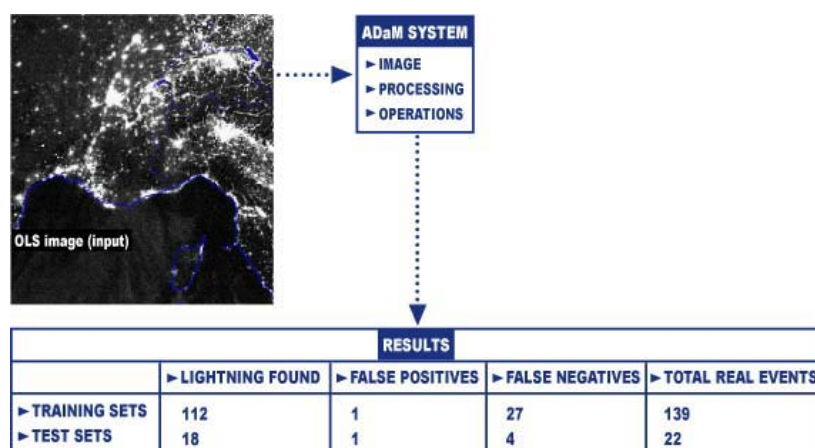 ADaM SYSTEM
►IMAGE
►PROCESSING
►OPERATIONS
OLS image (input)
RESULTS
►LIGHTNING FOUND ►FALSE POSITIVES ►FALSE NEGATIVES ►TOTAL REAL EVENTS
►TRAINING SETS 112 1 27 139
►TEST SETS 18 1 4 22